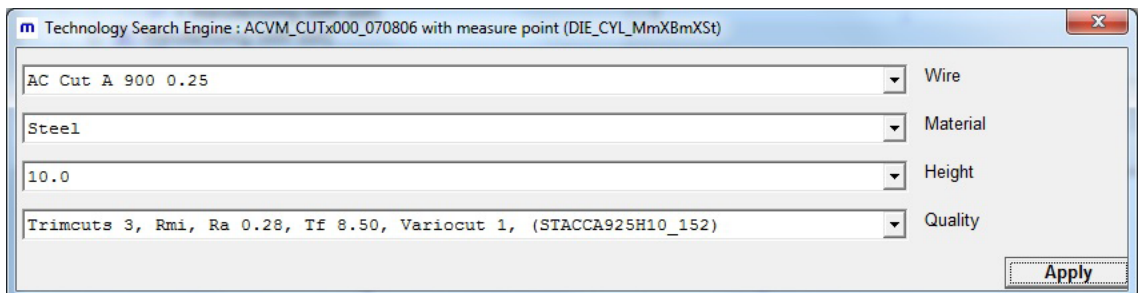 m Technology Search Engine : ACVM_CUTx000_070806 with measure point (DIE_CYL_MmXBmXSt)
AC Cut A 900 0.25 Wire
Steel Material
10.0 Height
Trimcuts 3, Rmi, Ra 0.28, Tf 8.50, Variocut 1, (STACCA925H10_152) Quality
Apply